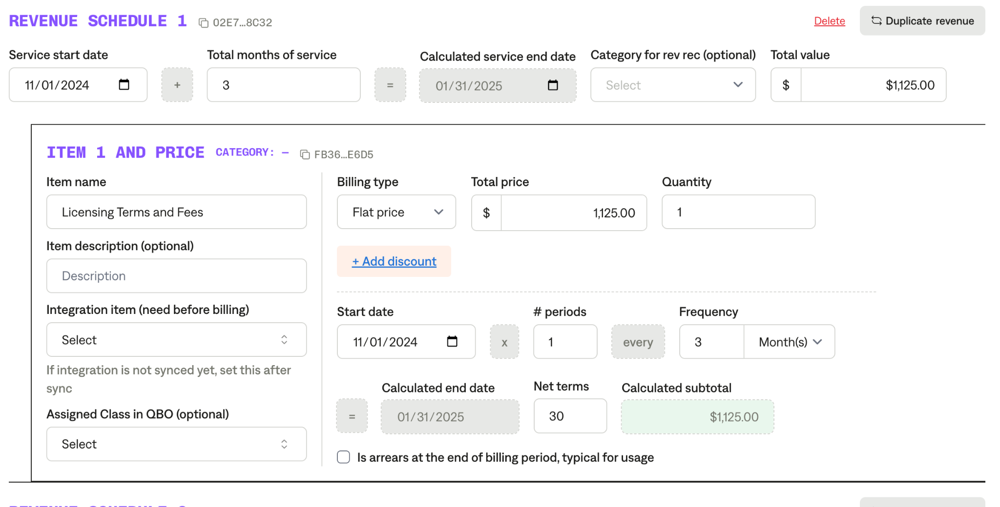 REVENUE SCHEDULE 1 02E7...8C32 Delete Duplicate revenue
Service start date Total months of service Calculated service end date Category for rev rec (optional) Total value
11/01/2024 + 3 = 01/31/2025 Select $ $1,125.00
ITEM 1 AND PRICE CATEGORY: — FB36...E6D5
Item name
Licensing Terms and Fees
Item description (optional)
Description
Integration item (need before billing)
Select
If integration is not synced yet, set this after
sync
Assigned Class in QBO (optional)
Select
Billing type Total price Quantity
Flat price $ 1,125.00 1
+ Add discount
Start date # periods Frequency
11/01/2024 x 1 every 3 Month(s)
Calculated end date Net terms Calculated subtotal
= 01/31/2025 30 $1,125.00
Is arrears at the end of billing period, typical for usage
REVENUE SCHEDULE